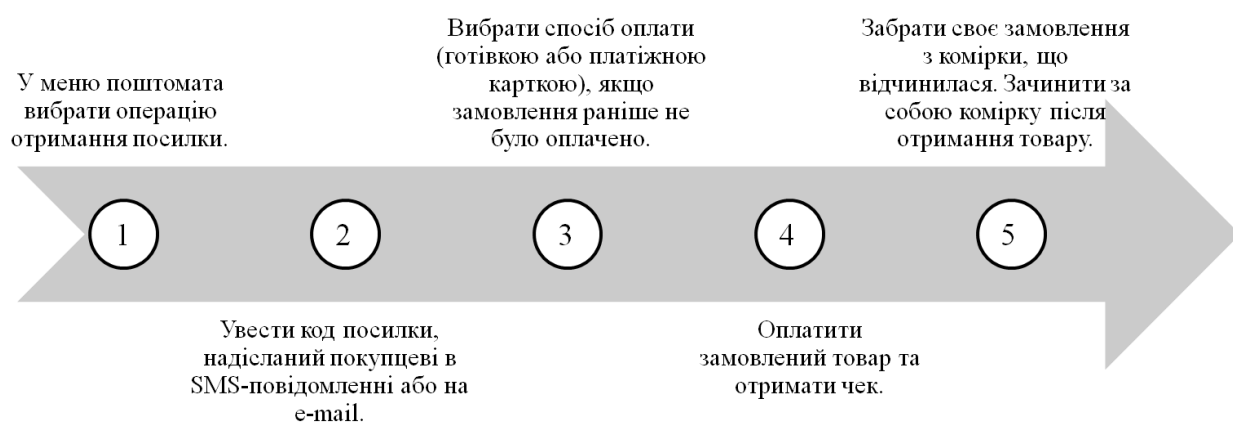 У меню поштомата
вибрати операцію
отримання посилки.
1
Увести код посилки,
надісланий покупцеві в
SMS-повідомленні або на
e-mail.
2
Вибрати спосіб оплати
(готівкою або платіжною
карткою), якщо
замовлення раніше не
було оплачено.
3
Оплатити
замовлений товар та
отримати чек.
4
Забрати своє замовлення
з комірки, що
відчинилася. Зачинити за
собою комірку після
отримання товару.
5